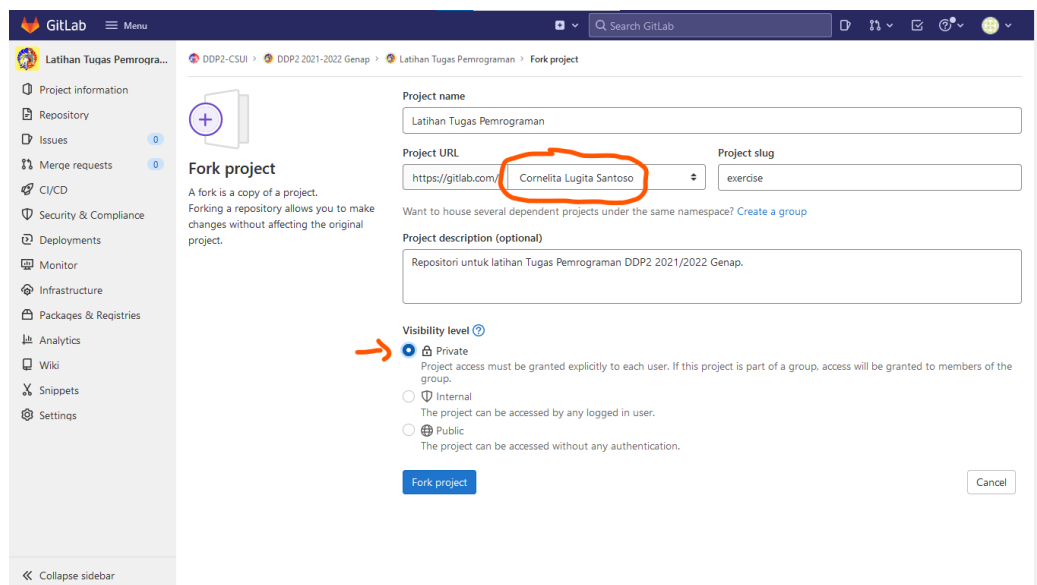 GitLab Menu Search GitLab
Latihan Tugas Pemrogra...
DDP2-CSUI > DDP2 2021-2022 Genap > Latihan Tugas Pemrograman > Fork project
Project information
Repository
Issues 0
Merge requests 0
CI/CD
Security & Compliance
Deployments
Monitor
Infrastructure
Packages & Registries
Analytics
Wiki
Snippets
Settings
Collapse sidebar
Fork project
A fork is a copy of a project.
Forking a repository allows you to make
changes without affecting the original
project.
Project name
Latihan Tugas Pemrograman
Project URL Project slug
https://gitlab.com/ Cornelita Lugita Santoso exercise
Want to house several dependent projects under the same namespace? Create a group
Project description (optional)
Repositori untuk latihan Tugas Pemrograman DDP2 2021/2022 Genap.
Visibility level
Private
Project access must be granted explicitly to each user. If this project is part of a group, access will be granted to members of the
group.
Internal
The project can be accessed by any logged in user.
Public
The project can be accessed without any authentication.
Fork project Cancel